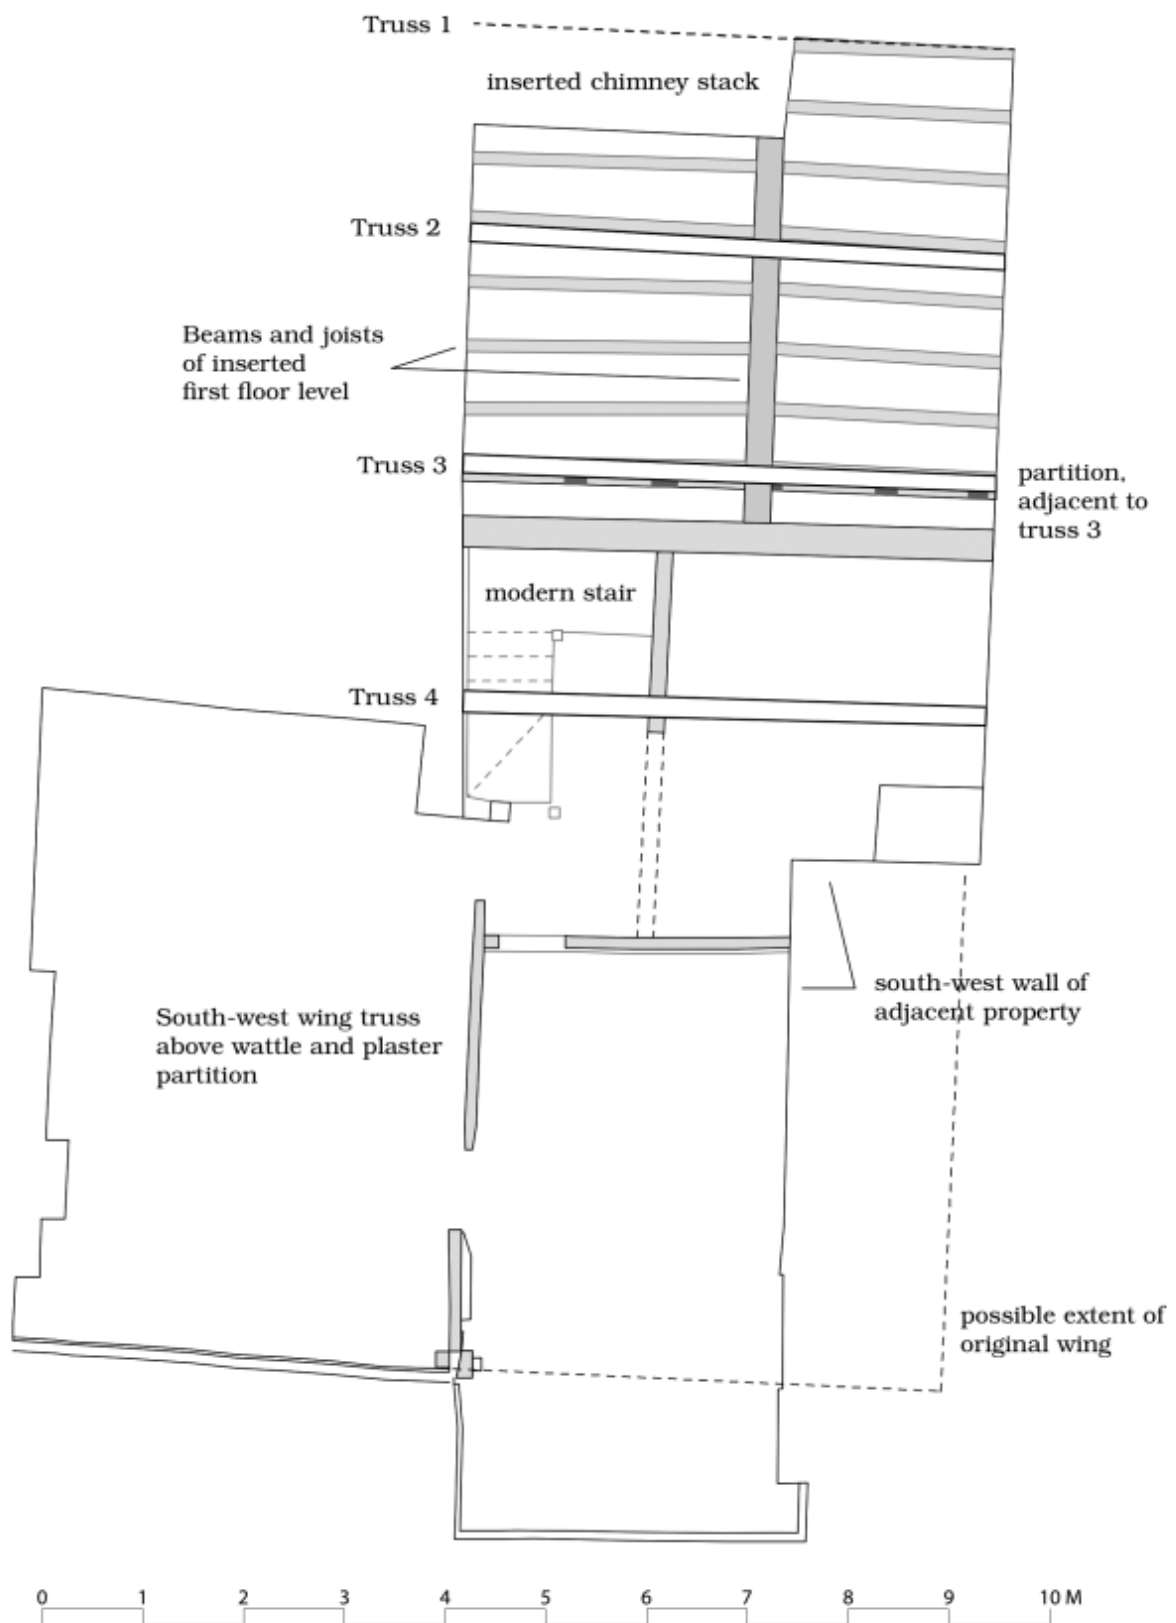 Truss 1
inserted chimney stack
Truss 2
Beams and joists
of inserted
first floor level
Truss 3
partition,
adjacent to
truss 3
modern stair
Truss 4
south-west wall of
adjacent property
South-west wing truss
above wattle and plaster
partition
possible extent of
original wing
0 1 2 3 4 5 6 7 8 9 10 M